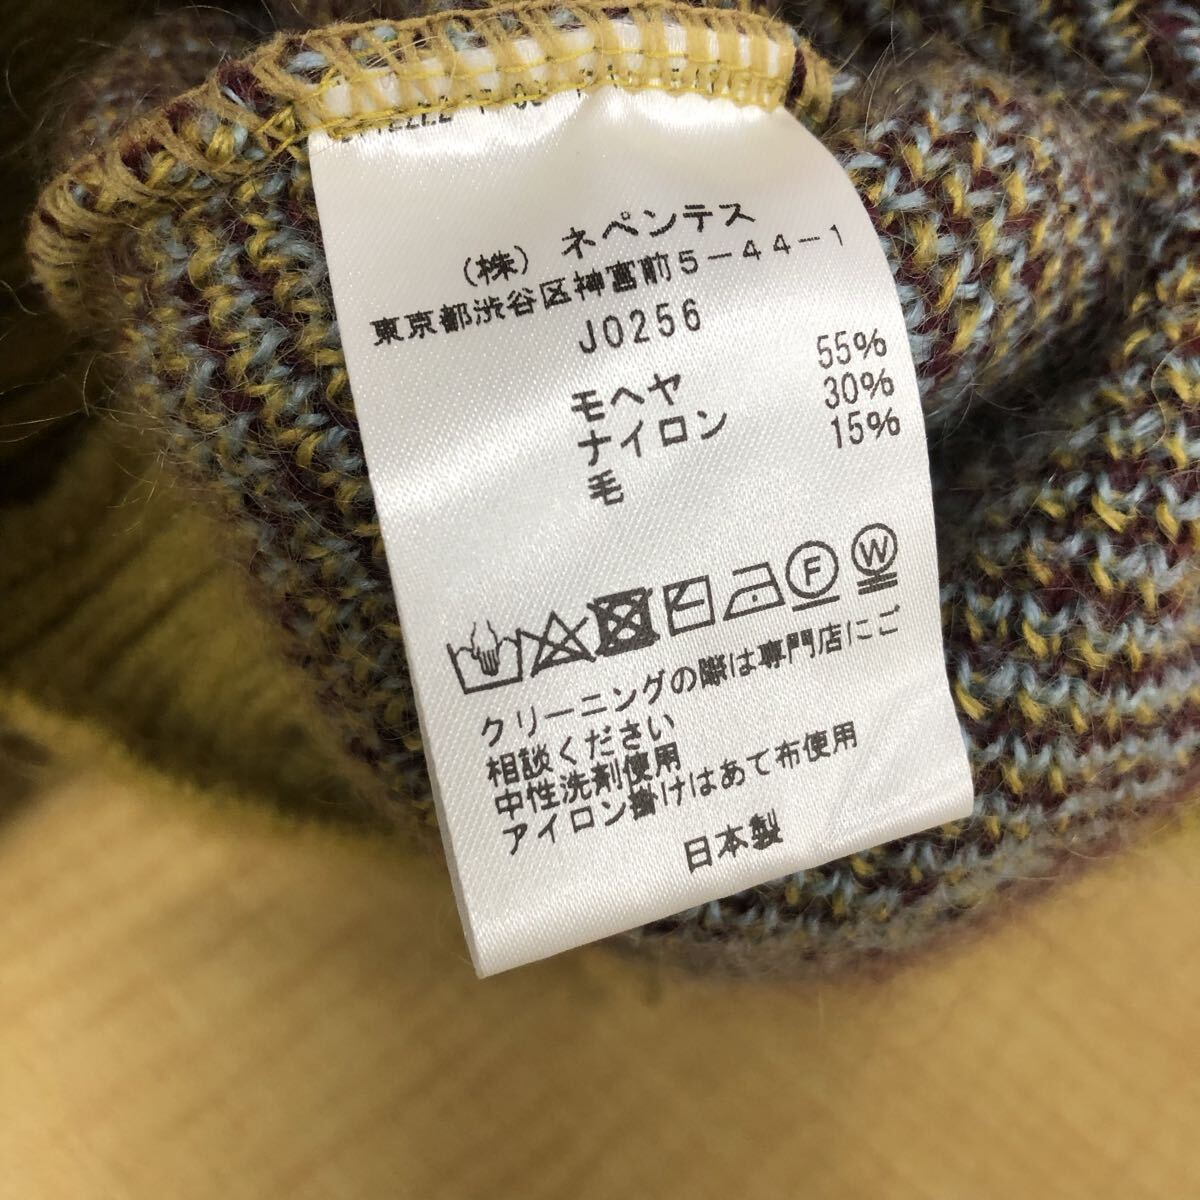 (株) ネペンテス
東京都渋谷区神宮前5-44-1
J0256
モヘヤ 55%
ナイロン 30%
毛 15%
F W
クリーニングの際は専門店にご
相談ください
中性洗剤使用
アイロン掛けはあて布使用
日本製